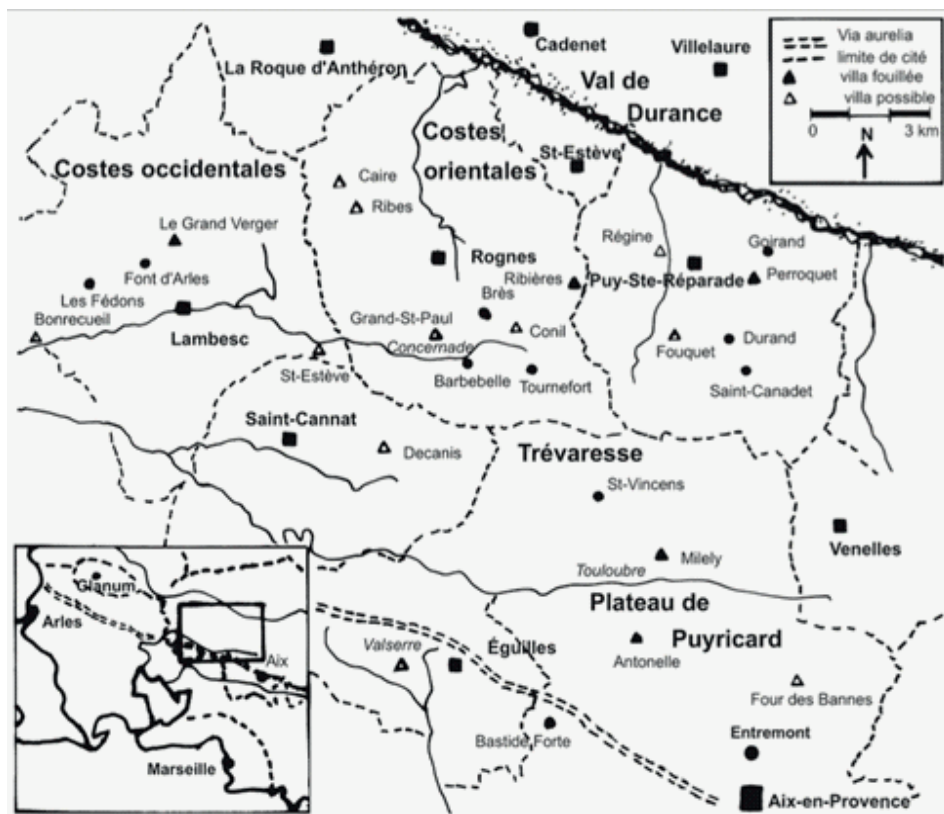 Via aurelia
limite de cité
villa fouillée
villa possible
0 3 km
N
Cadenet
Villelaure
La Roque d'Anthéron
Val de
Durance
Costes
orientales
St-Estève
Costes occidentales
Caire
Ribes
Le Grand Verger
Régine
Goirand
Rognes
Font d'Arles
Ribières
Puy-Ste-Réparade
Perroquet
Les Fédons
Brès
Bonrecueil
Grand-St-Paul
Conil
Lambesc
Concernade
Fouquet
Durand
St-Estève
Barbebelle
Tournefort
Saint-Canadet
Saint-Cannat
Decanis
Trévaresse
St-Vincens
Venelles
Milely
Touloubre
Glanum
Arles
Aix
Marseille
Plateau de
Puyricard
Valserre
Éguilles
Antonelle
Four des Bannes
Bastide Forte
Entremont
Aix-en-Provence